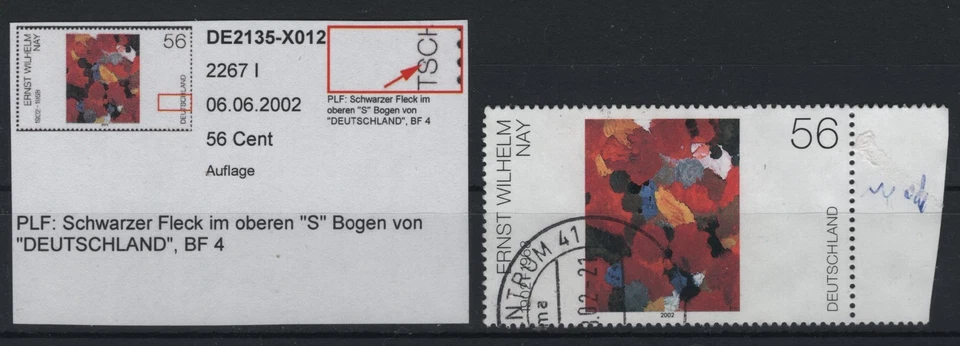 ERNST WILHELM
NAY
1902-1968
56
DEUTSCHLAND
DE2135-X012
2267 I
06.06.2002
56 Cent
Auflage
TSCH
PLF: Schwarzer Fleck im
oberen "S" Bogen von
"DEUTSCHLAND", BF 4
PLF: Schwarzer Fleck im oberen "S" Bogen von
"DEUTSCHLAND", BF 4
ERNST WILHELM
NAY
1902-1968
56
DEUTSCHLAND
2002
NTRUM 41